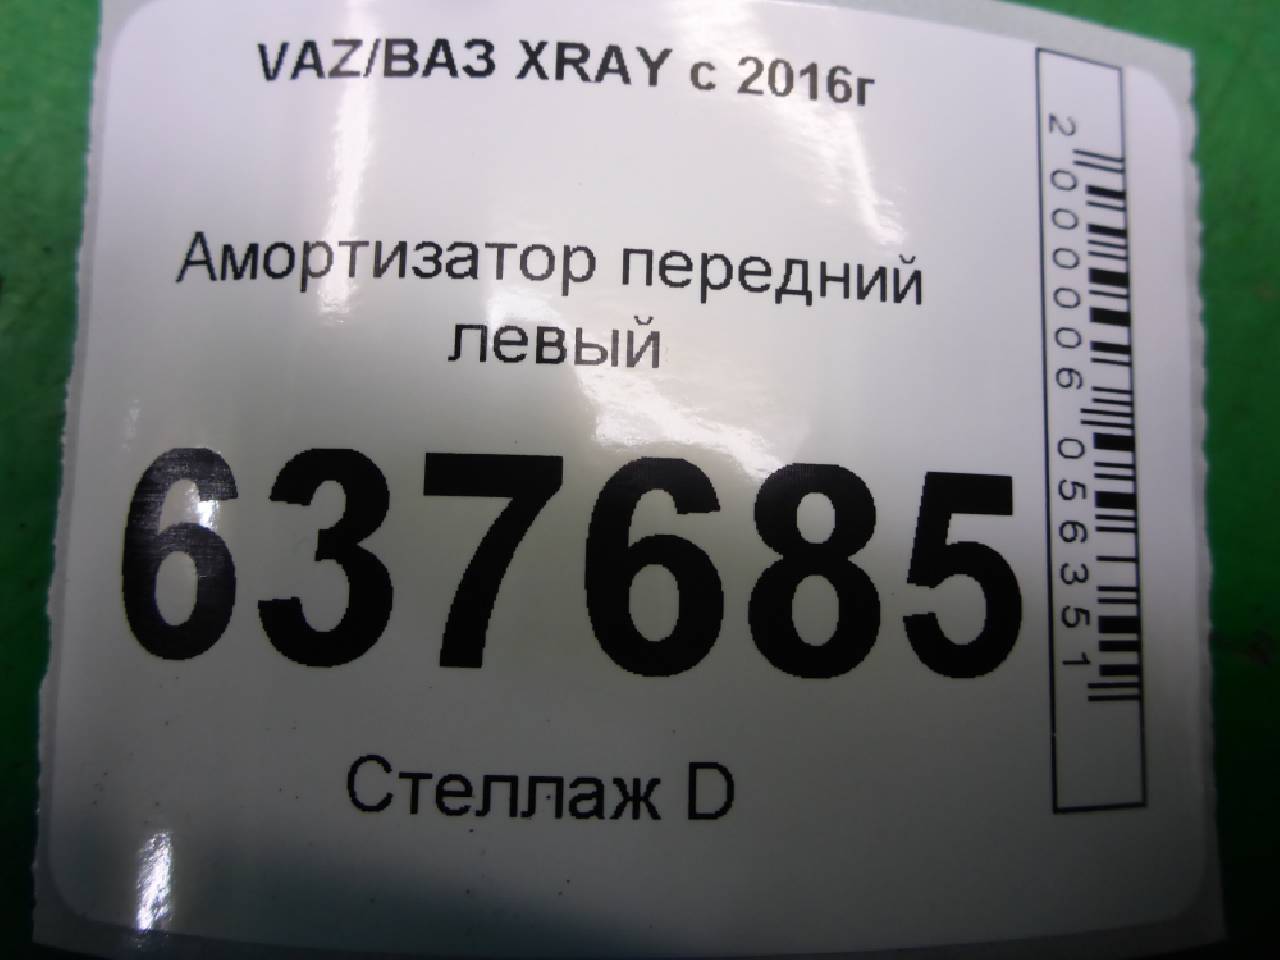 VAZ/ВАЗ XRAY с 2016г
Амортизатор передний
левый
637685
Стеллаж D
2000006056351